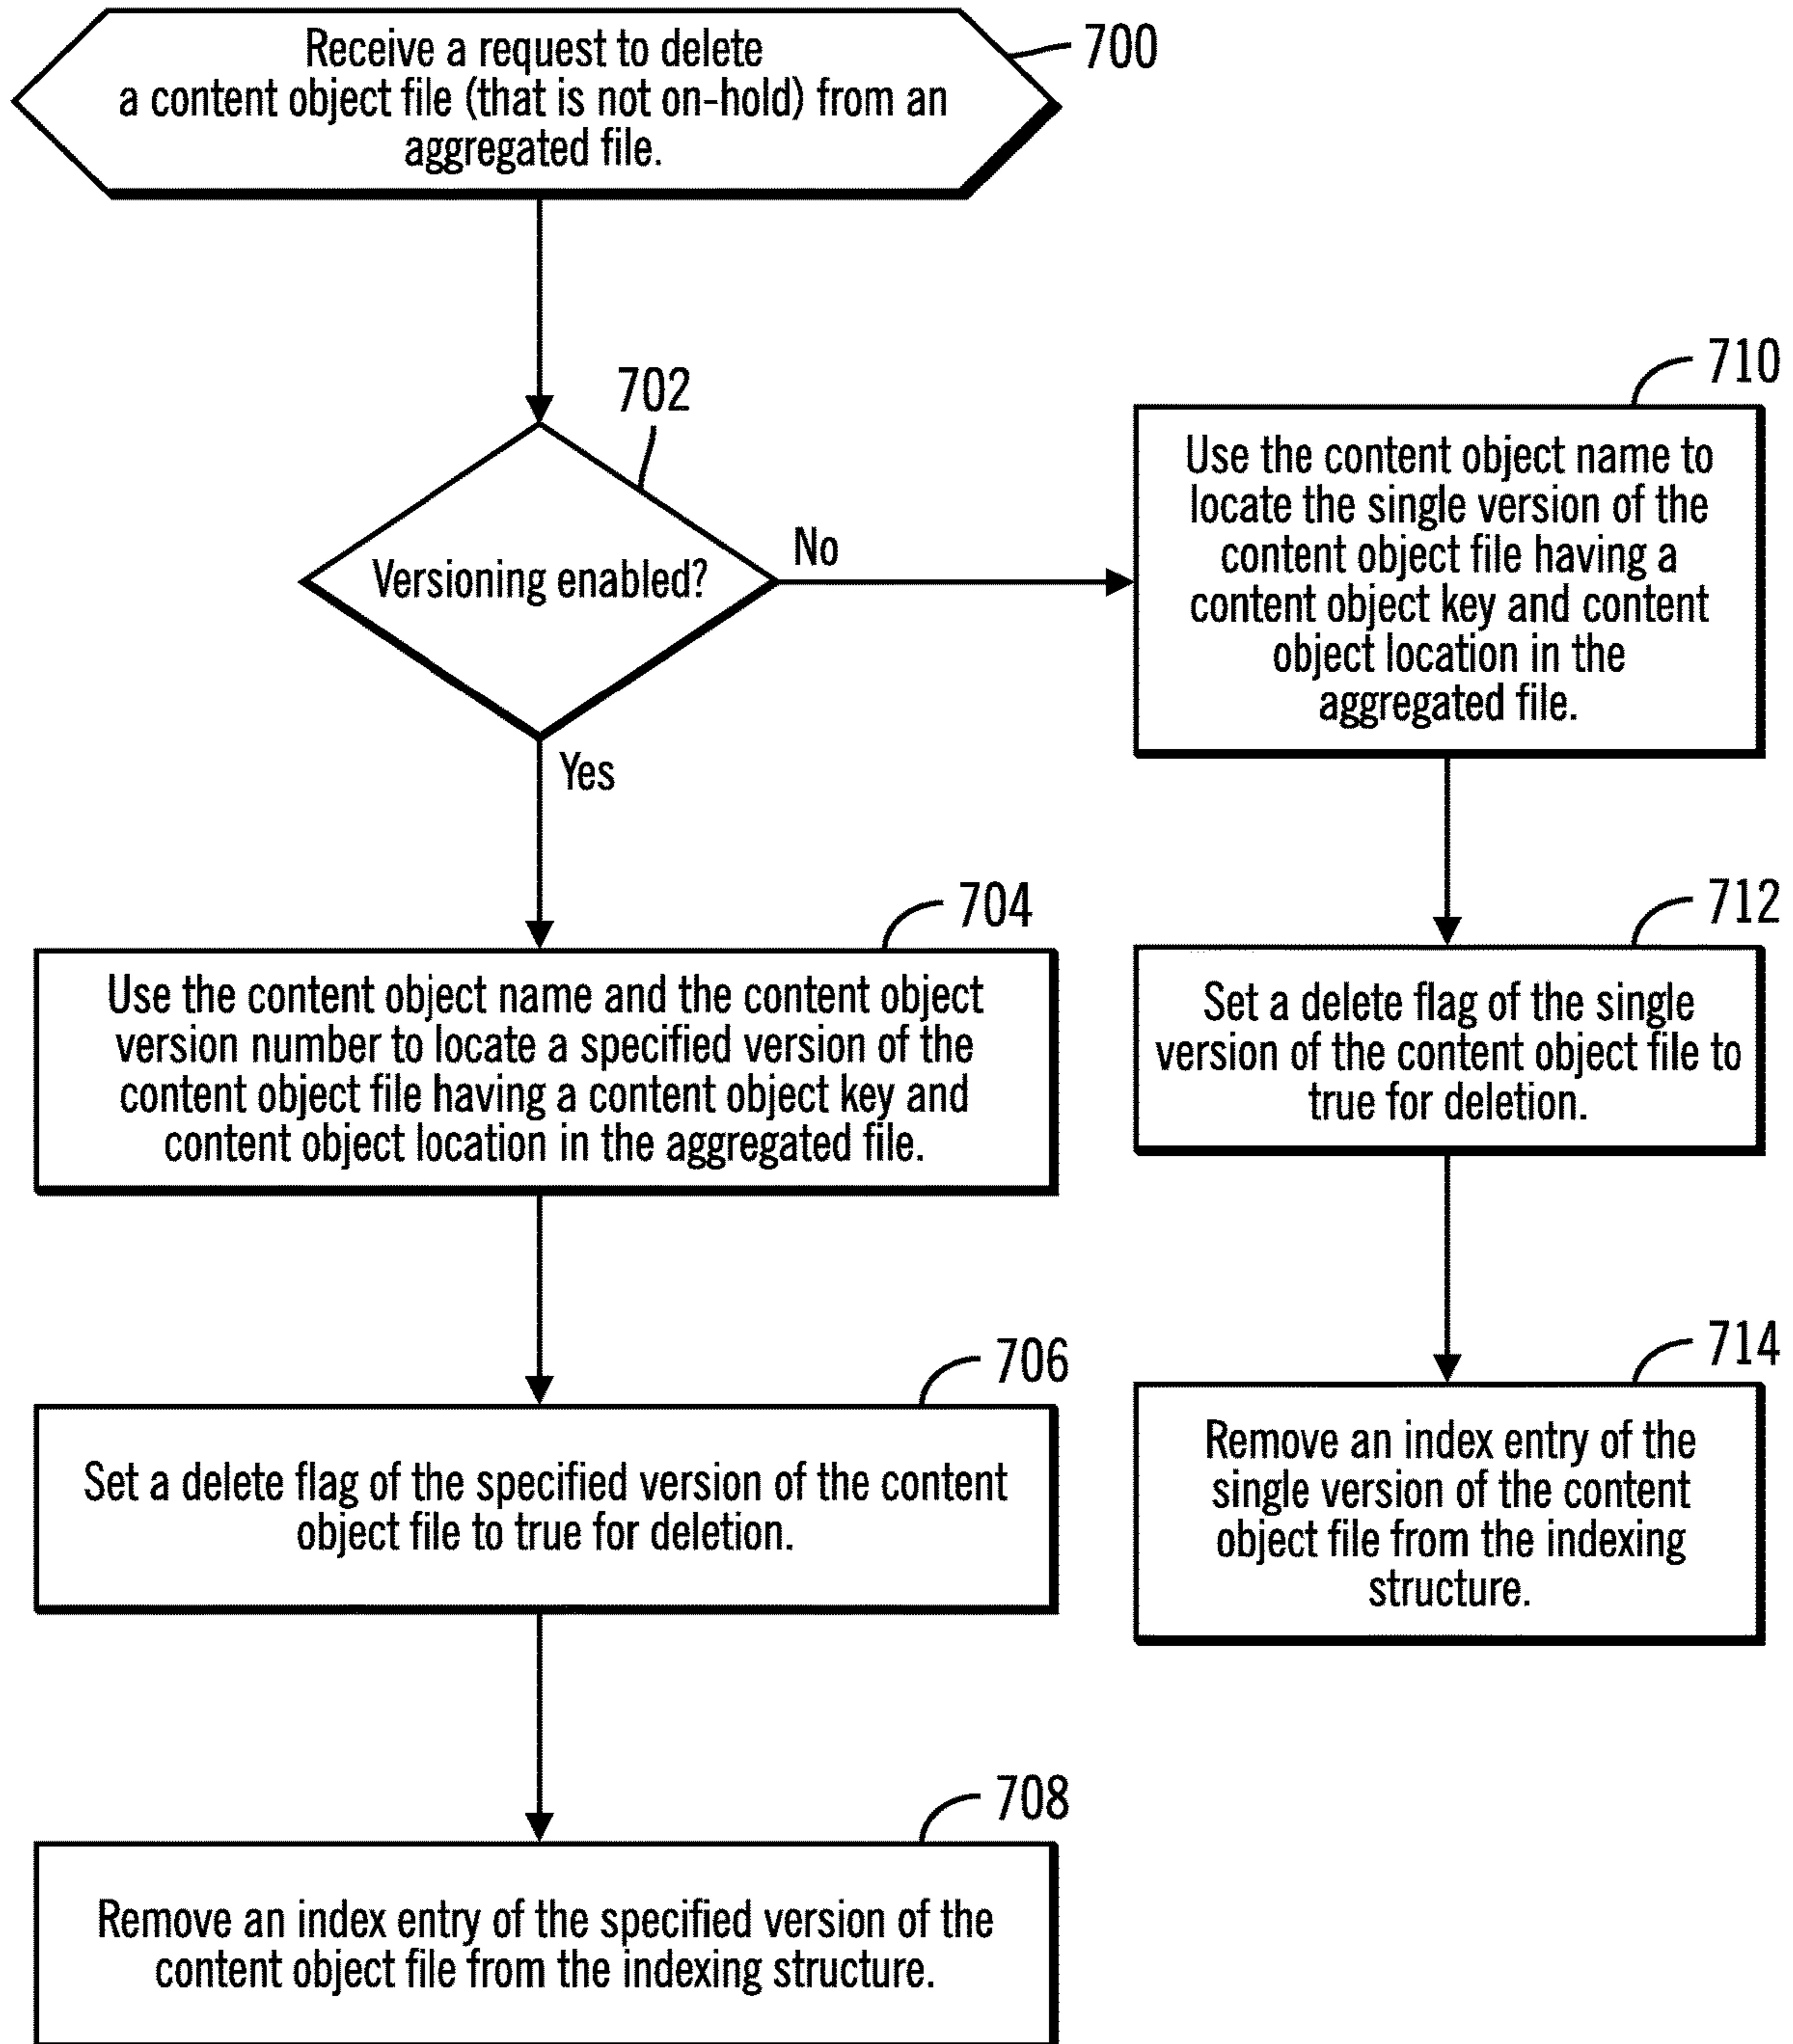 Receive a request to delete
a content object file (that is not on-hold) from an
aggregated file.
700
702
Versioning enabled?
No
Yes
710
Use the content object name to
locate the single version of the
content object file having a
content object key and content
object location in the
aggregated file.
704
Use the content object name and the content object
version number to locate a specified version of the
content object file having a content object key and
content object location in the aggregated file.
712
Set a delete flag of the single
version of the content object file to
true for deletion.
706
Set a delete flag of the specified version of the content
object file to true for deletion.
714
Remove an index entry of the
single version of the content
object file from the indexing
structure.
708
Remove an index entry of the specified version of the
content object file from the indexing structure.